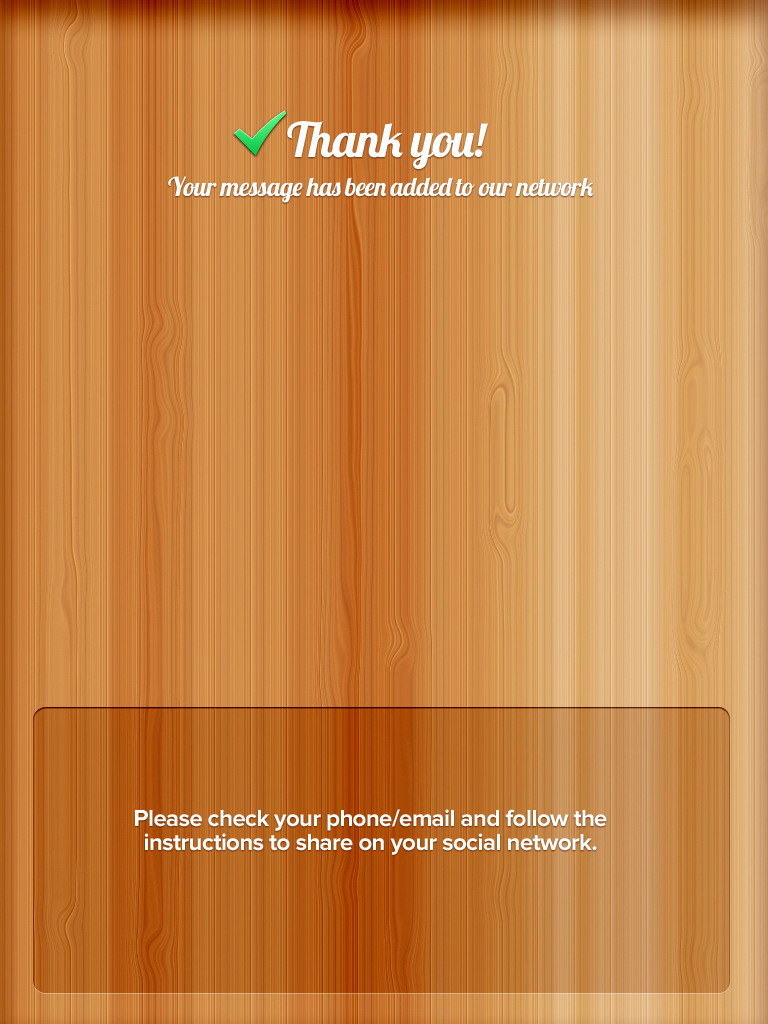 Thank you!
Your message has been added to our network
Please check your phone/email and follow the
instructions to share on your social network.